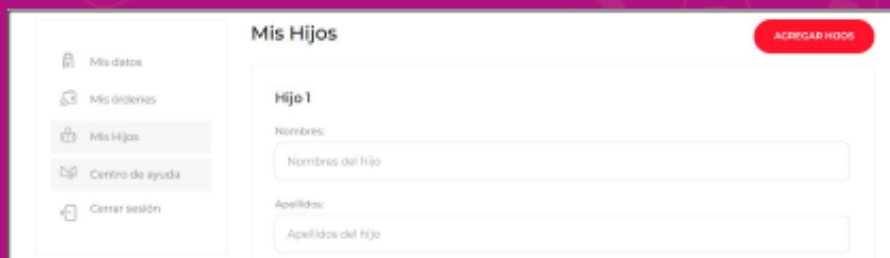 Mis Hijos
AGREGAR HIJOS
Mis datos
Mis órdenes
Mis Hijos
Centro de ayuda
Cerrar sesión
Hijo 1
Nombres:
Nombres del hijo
Apellidos:
Apellidos del hijo